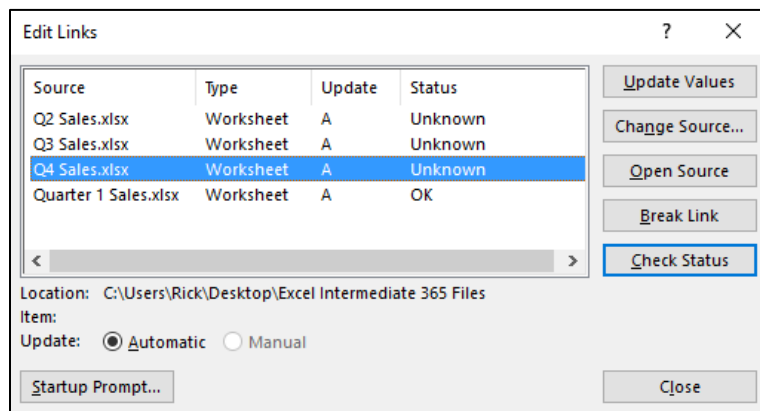 Edit Links ? ×
Source Type Update Status
Q2 Sales.xlsx Worksheet A Unknown
Q3 Sales.xlsx Worksheet A Unknown
Q4 Sales.xlsx Worksheet A Unknown
Quarter 1 Sales.xlsx Worksheet A OK
Update Values
Change Source...
Open Source
Break Link
Check Status
Location: C:\Users\Rick\Desktop\Excel Intermediate 365 Files
Item:
Update: Automatic Manual
Startup Prompt... Close